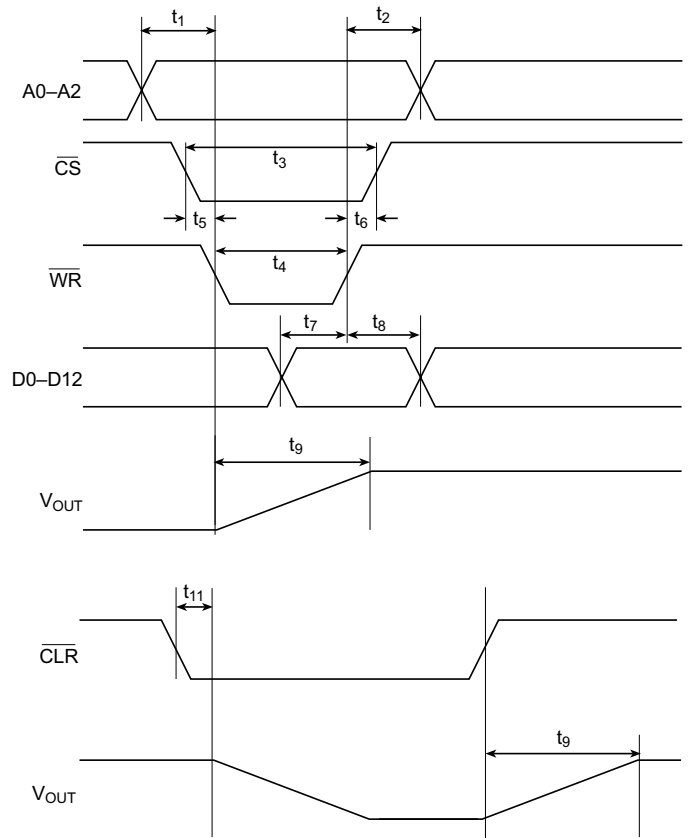 t1 t2
A0–A2
CS t3
t5 t6
WR t4
t7 t8
D0–D12
t9
VOUT
t11
CLR
t9
VOUT